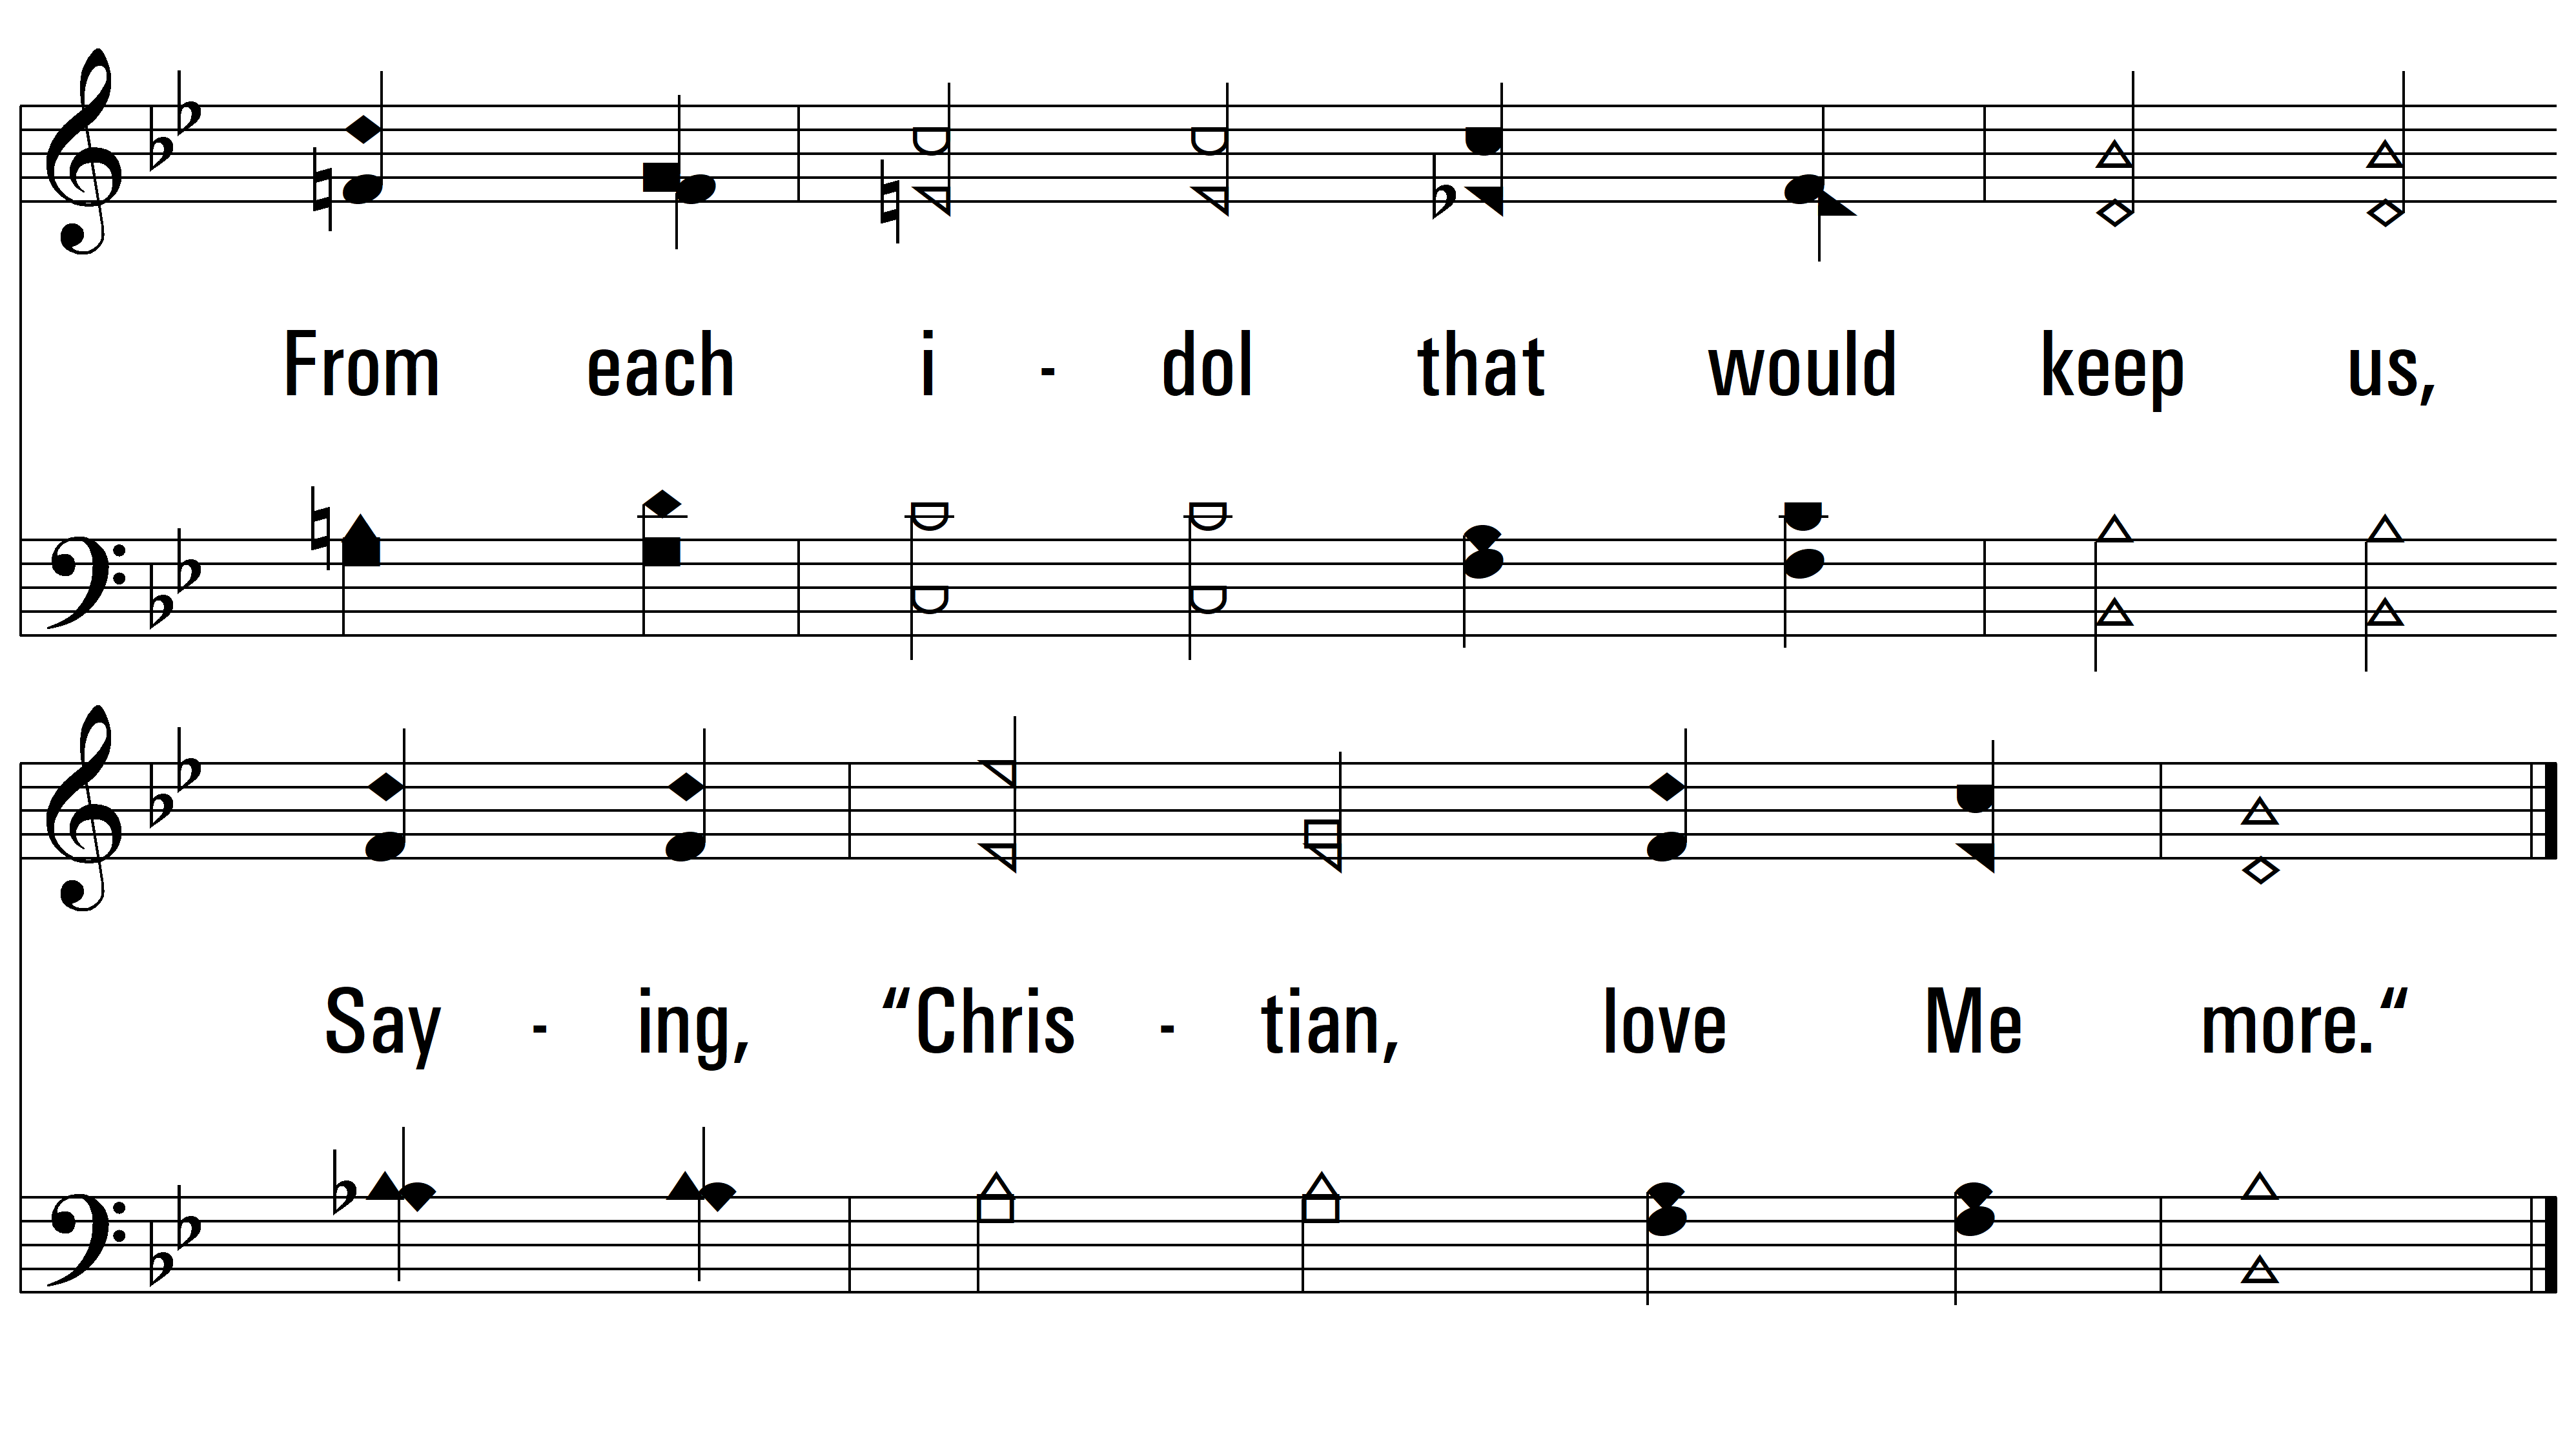 From each i - dol that would keep us,
Say - ing, “Chris - tian, love Me more.“